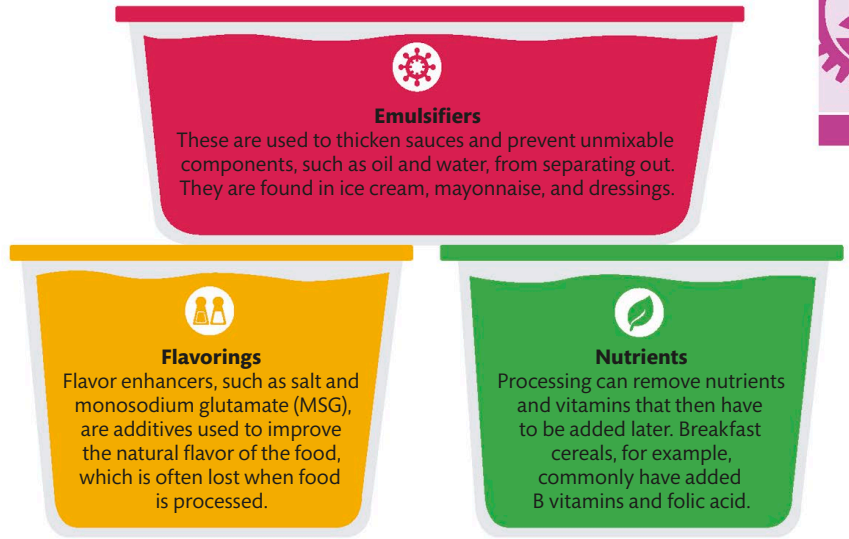 Emulsifiers
These are used to thicken sauces and prevent unmixable
components, such as oil and water, from separating out.
They are found in ice cream, mayonnaise, and dressings.
Flavorings
Flavor enhancers, such as salt and
monosodium glutamate (MSG),
are additives used to improve
the natural flavor of the food,
which is often lost when food
is processed.
Nutrients
Processing can remove nutrients
and vitamins that then have
to be added later. Breakfast
cereals, for example,
commonly have added
B vitamins and folic acid.